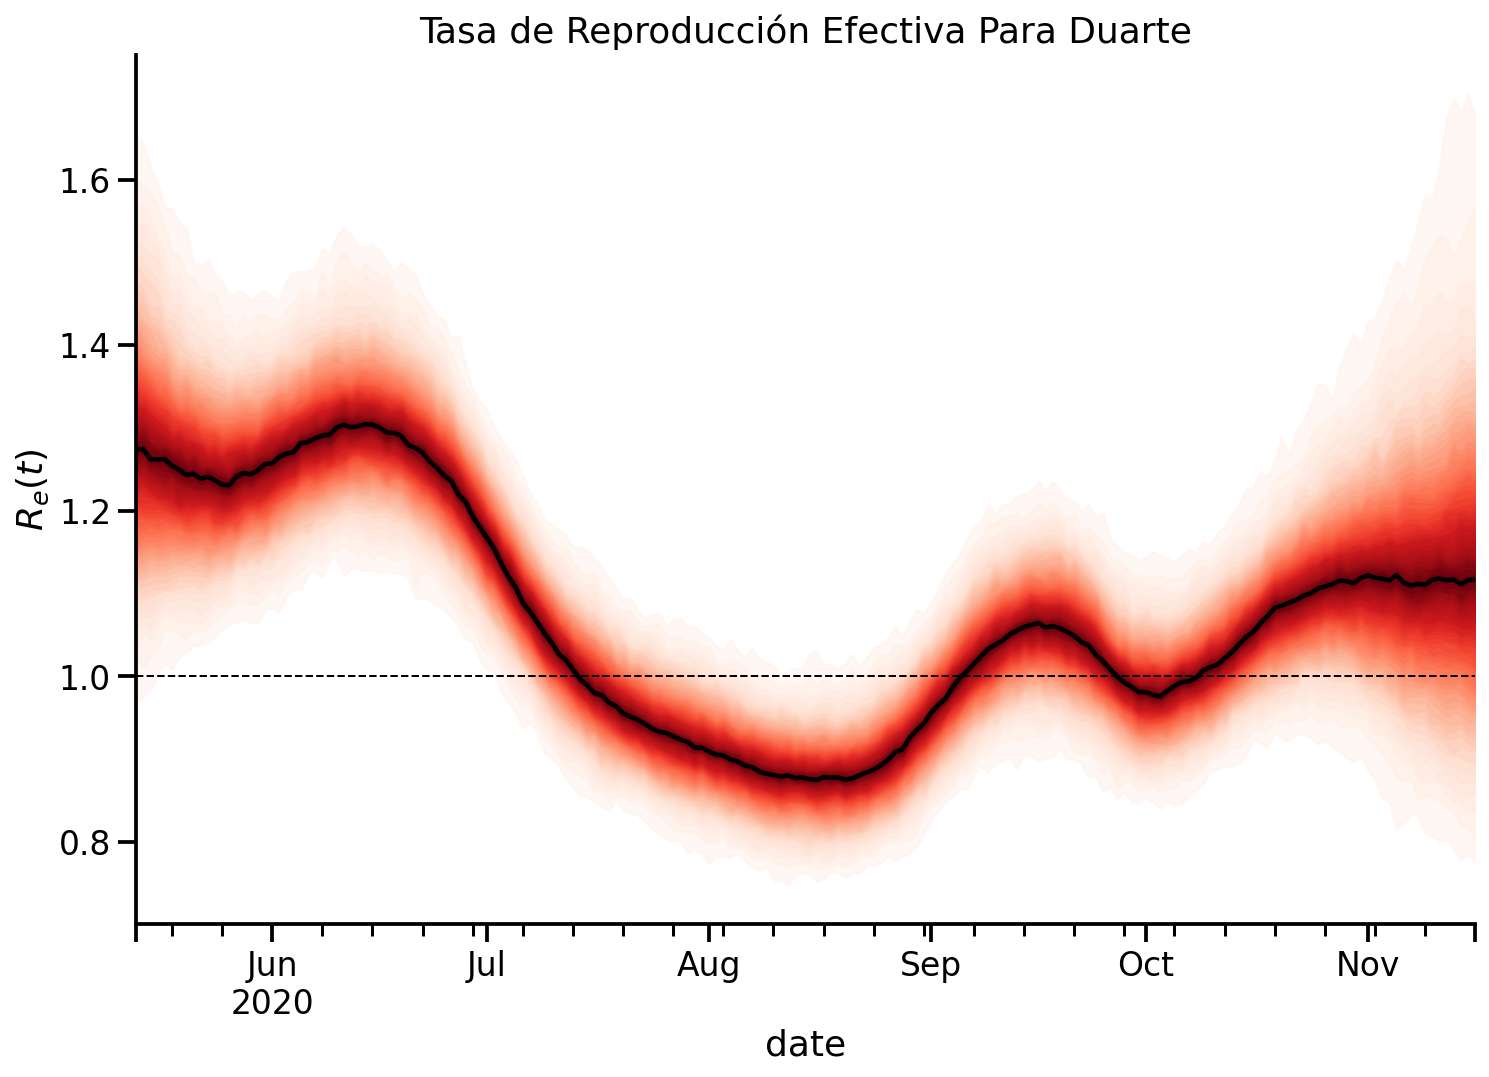 Tasa de Reproducción Efectiva Para Duarte
1.6
1.4
1.2
1.0
0.8
Rₑ(t)
Jun Jul Aug Sep Oct Nov
2020
date